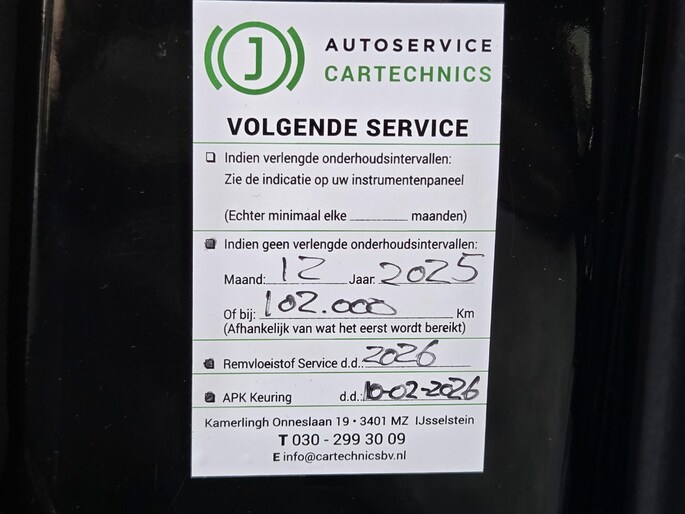 J
AUTOSERVICE
CARTECHNICS
VOLGENDE SERVICE
Indien verlengde onderhoudsintervallen:
Zie de indicatie op uw instrumentenpaneel
(Echter minimaal elke ________ maanden)
Indien geen verlengde onderhoudsintervallen:
Maand: 12 Jaar: 2025
Of bij: 102.000 Km
(Afhankelijk van wat het eerst wordt bereikt)
Remvloeistof Service d.d.: 2026
APK Keuring d.d.: 10-02-2026
Kamerlingh Onneslaan 19 • 3401 MZ IJsselstein
T 030 - 299 30 09
E info@cartechnicsbv.nl